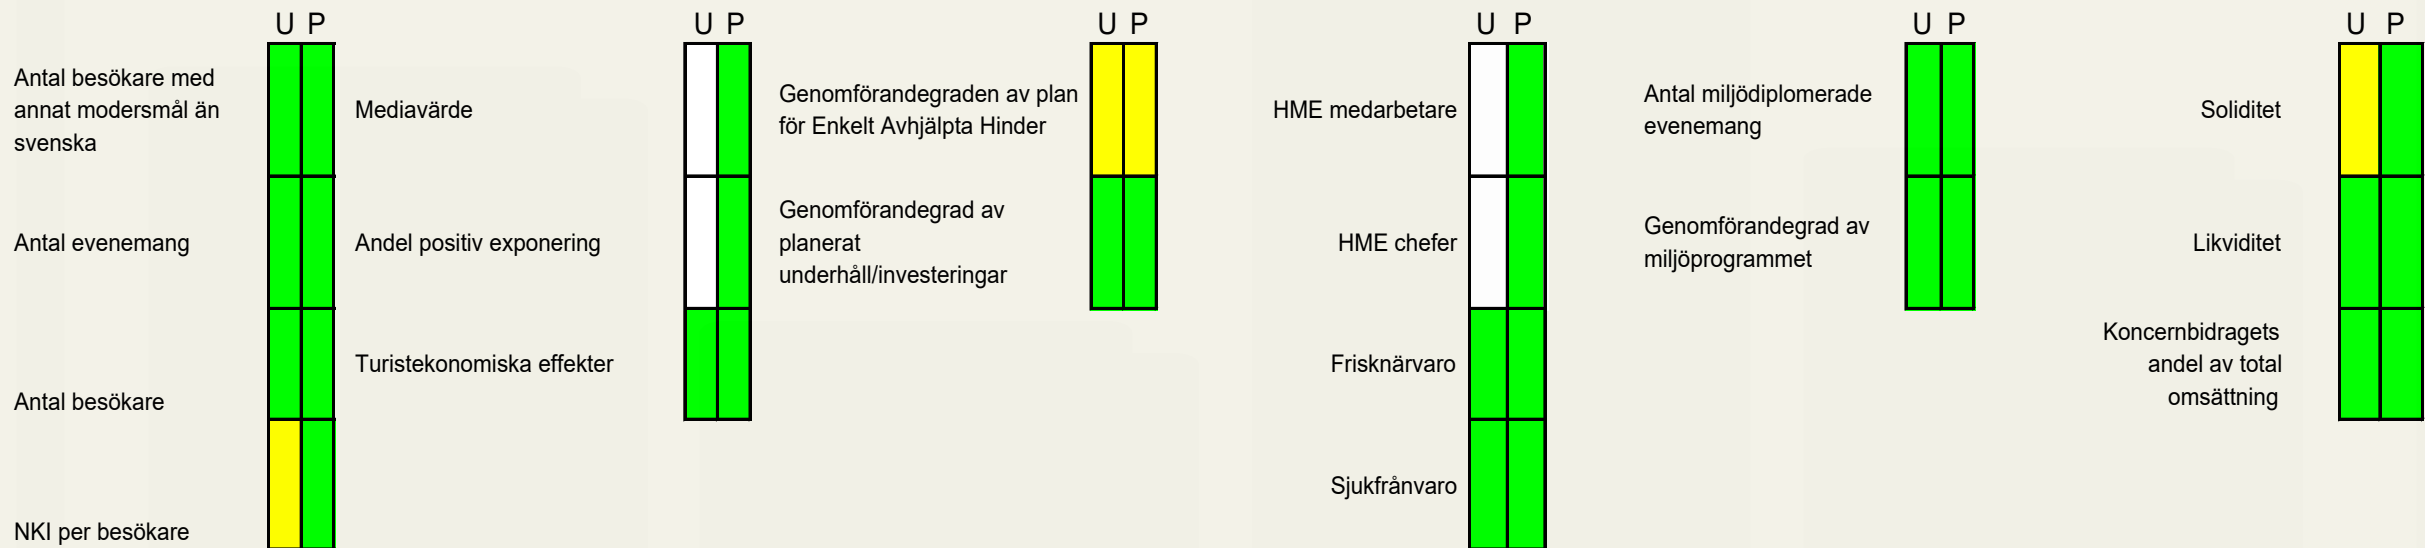 U P
Antal besökare med
annat modersmål än
svenska
Antal evenemang
Antal besökare
NKI per besökare
U P
Mediavärde
Andel positiv exponering
Turistekonomiska effekter
U P
Genomförandegraden av plan
för Enkelt Avhjälpta Hinder
Genomförandegrad av
planerat
underhåll/investeringar
U P
HME medarbetare
HME chefer
Frisknärvaro
Sjukfrånvaro
U P
Antal miljödiplomerade
evenemang
Genomförandegrad av
miljöprogrammet
U P
Soliditet
Likviditet
Koncernbidragets
andel av total
omsättning